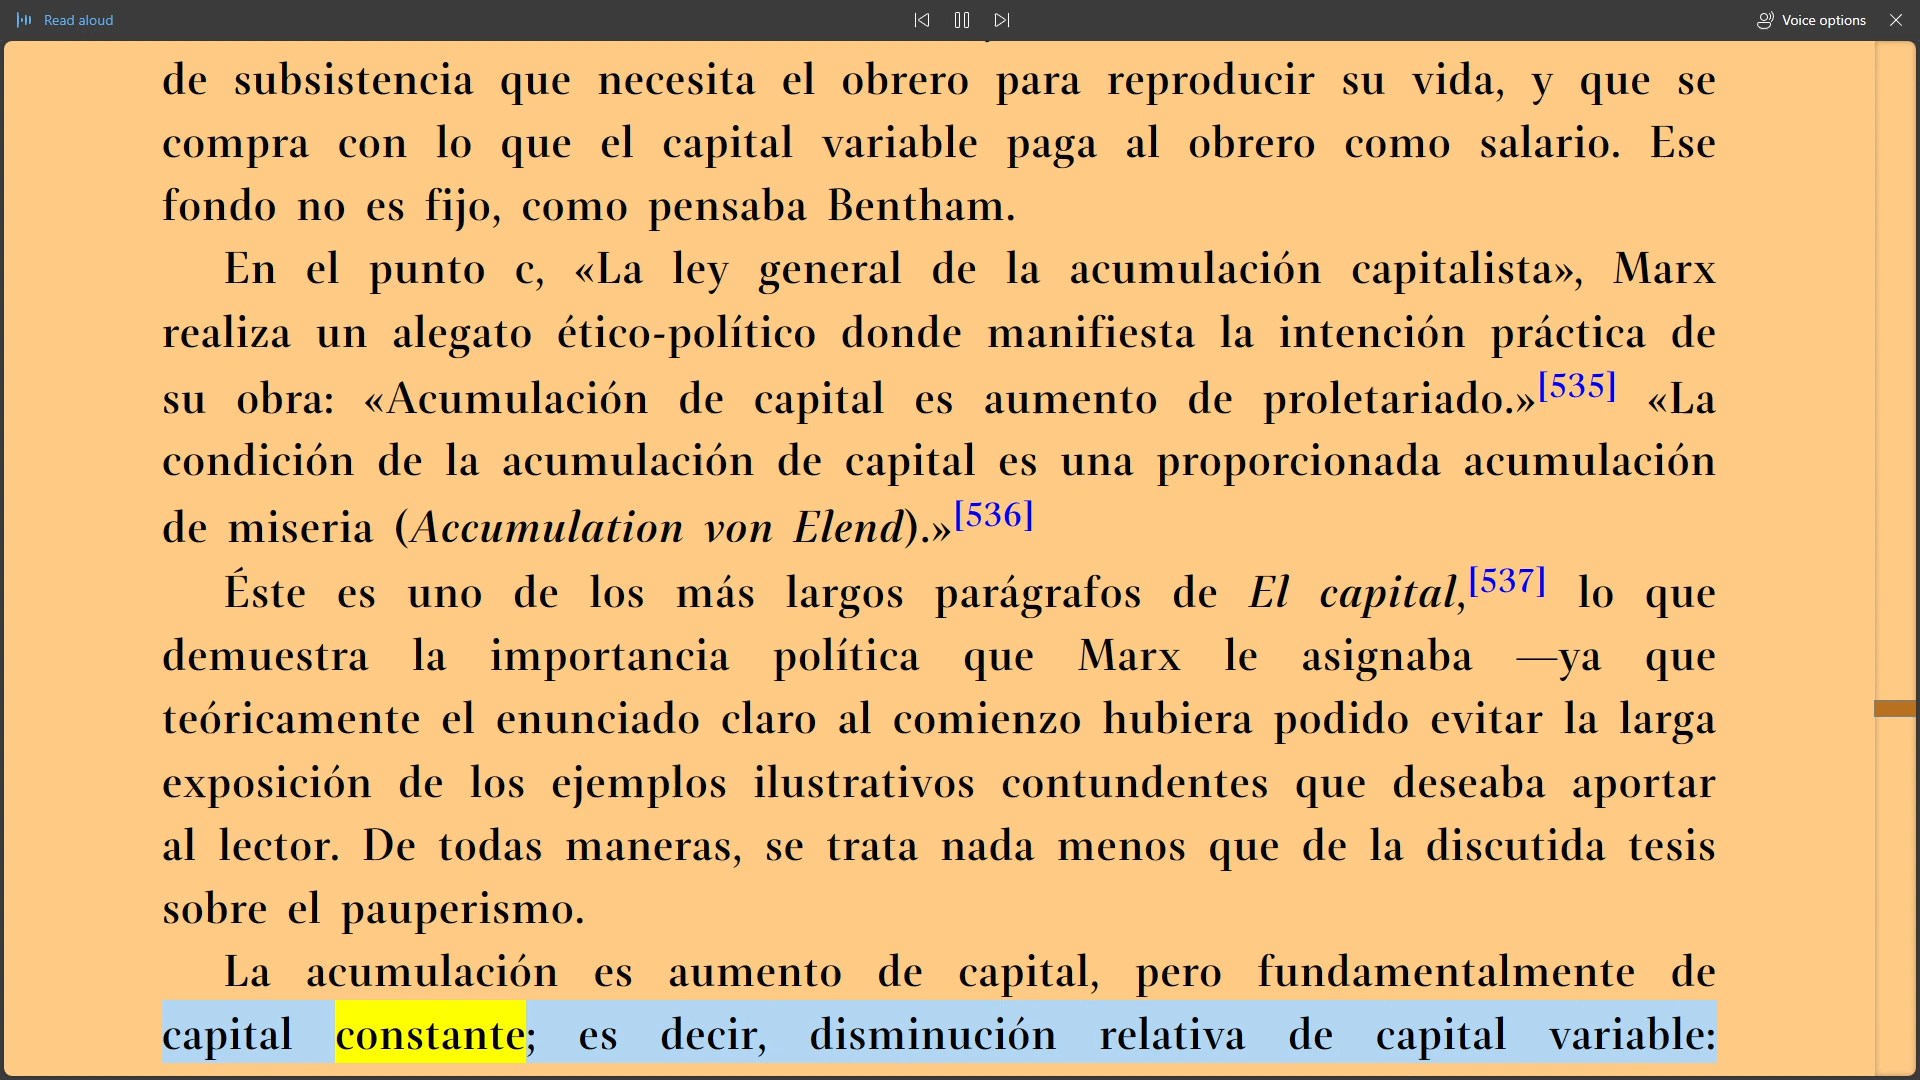 Read aloud
Voice options
de subsistencia que necesita el obrero para reproducir su vida, y que se
compra con lo que el capital variable paga al obrero como salario. Ese
fondo no es fijo, como pensaba Bentham.
En el punto c, «La ley general de la acumulación capitalista», Marx
realiza un alegato ético-político donde manifiesta la intención práctica de
su obra: «Acumulación de capital es aumento de proletariado.»[535] «La
condición de la acumulación de capital es una proporcionada acumulación
de miseria (Accumulation von Elend).»[536]
Éste es uno de los más largos parágrafos de El capital,[537] lo que
demuestra la importancia política que Marx le asignaba —ya que
teóricamente el enunciado claro al comienzo hubiera podido evitar la larga
exposición de los ejemplos ilustrativos contundentes que deseaba aportar
al lector. De todas maneras, se trata nada menos que de la discutida tesis
sobre el pauperismo.
La acumulación es aumento de capital, pero fundamentalmente de
capital constante; es decir, disminución relativa de capital variable: